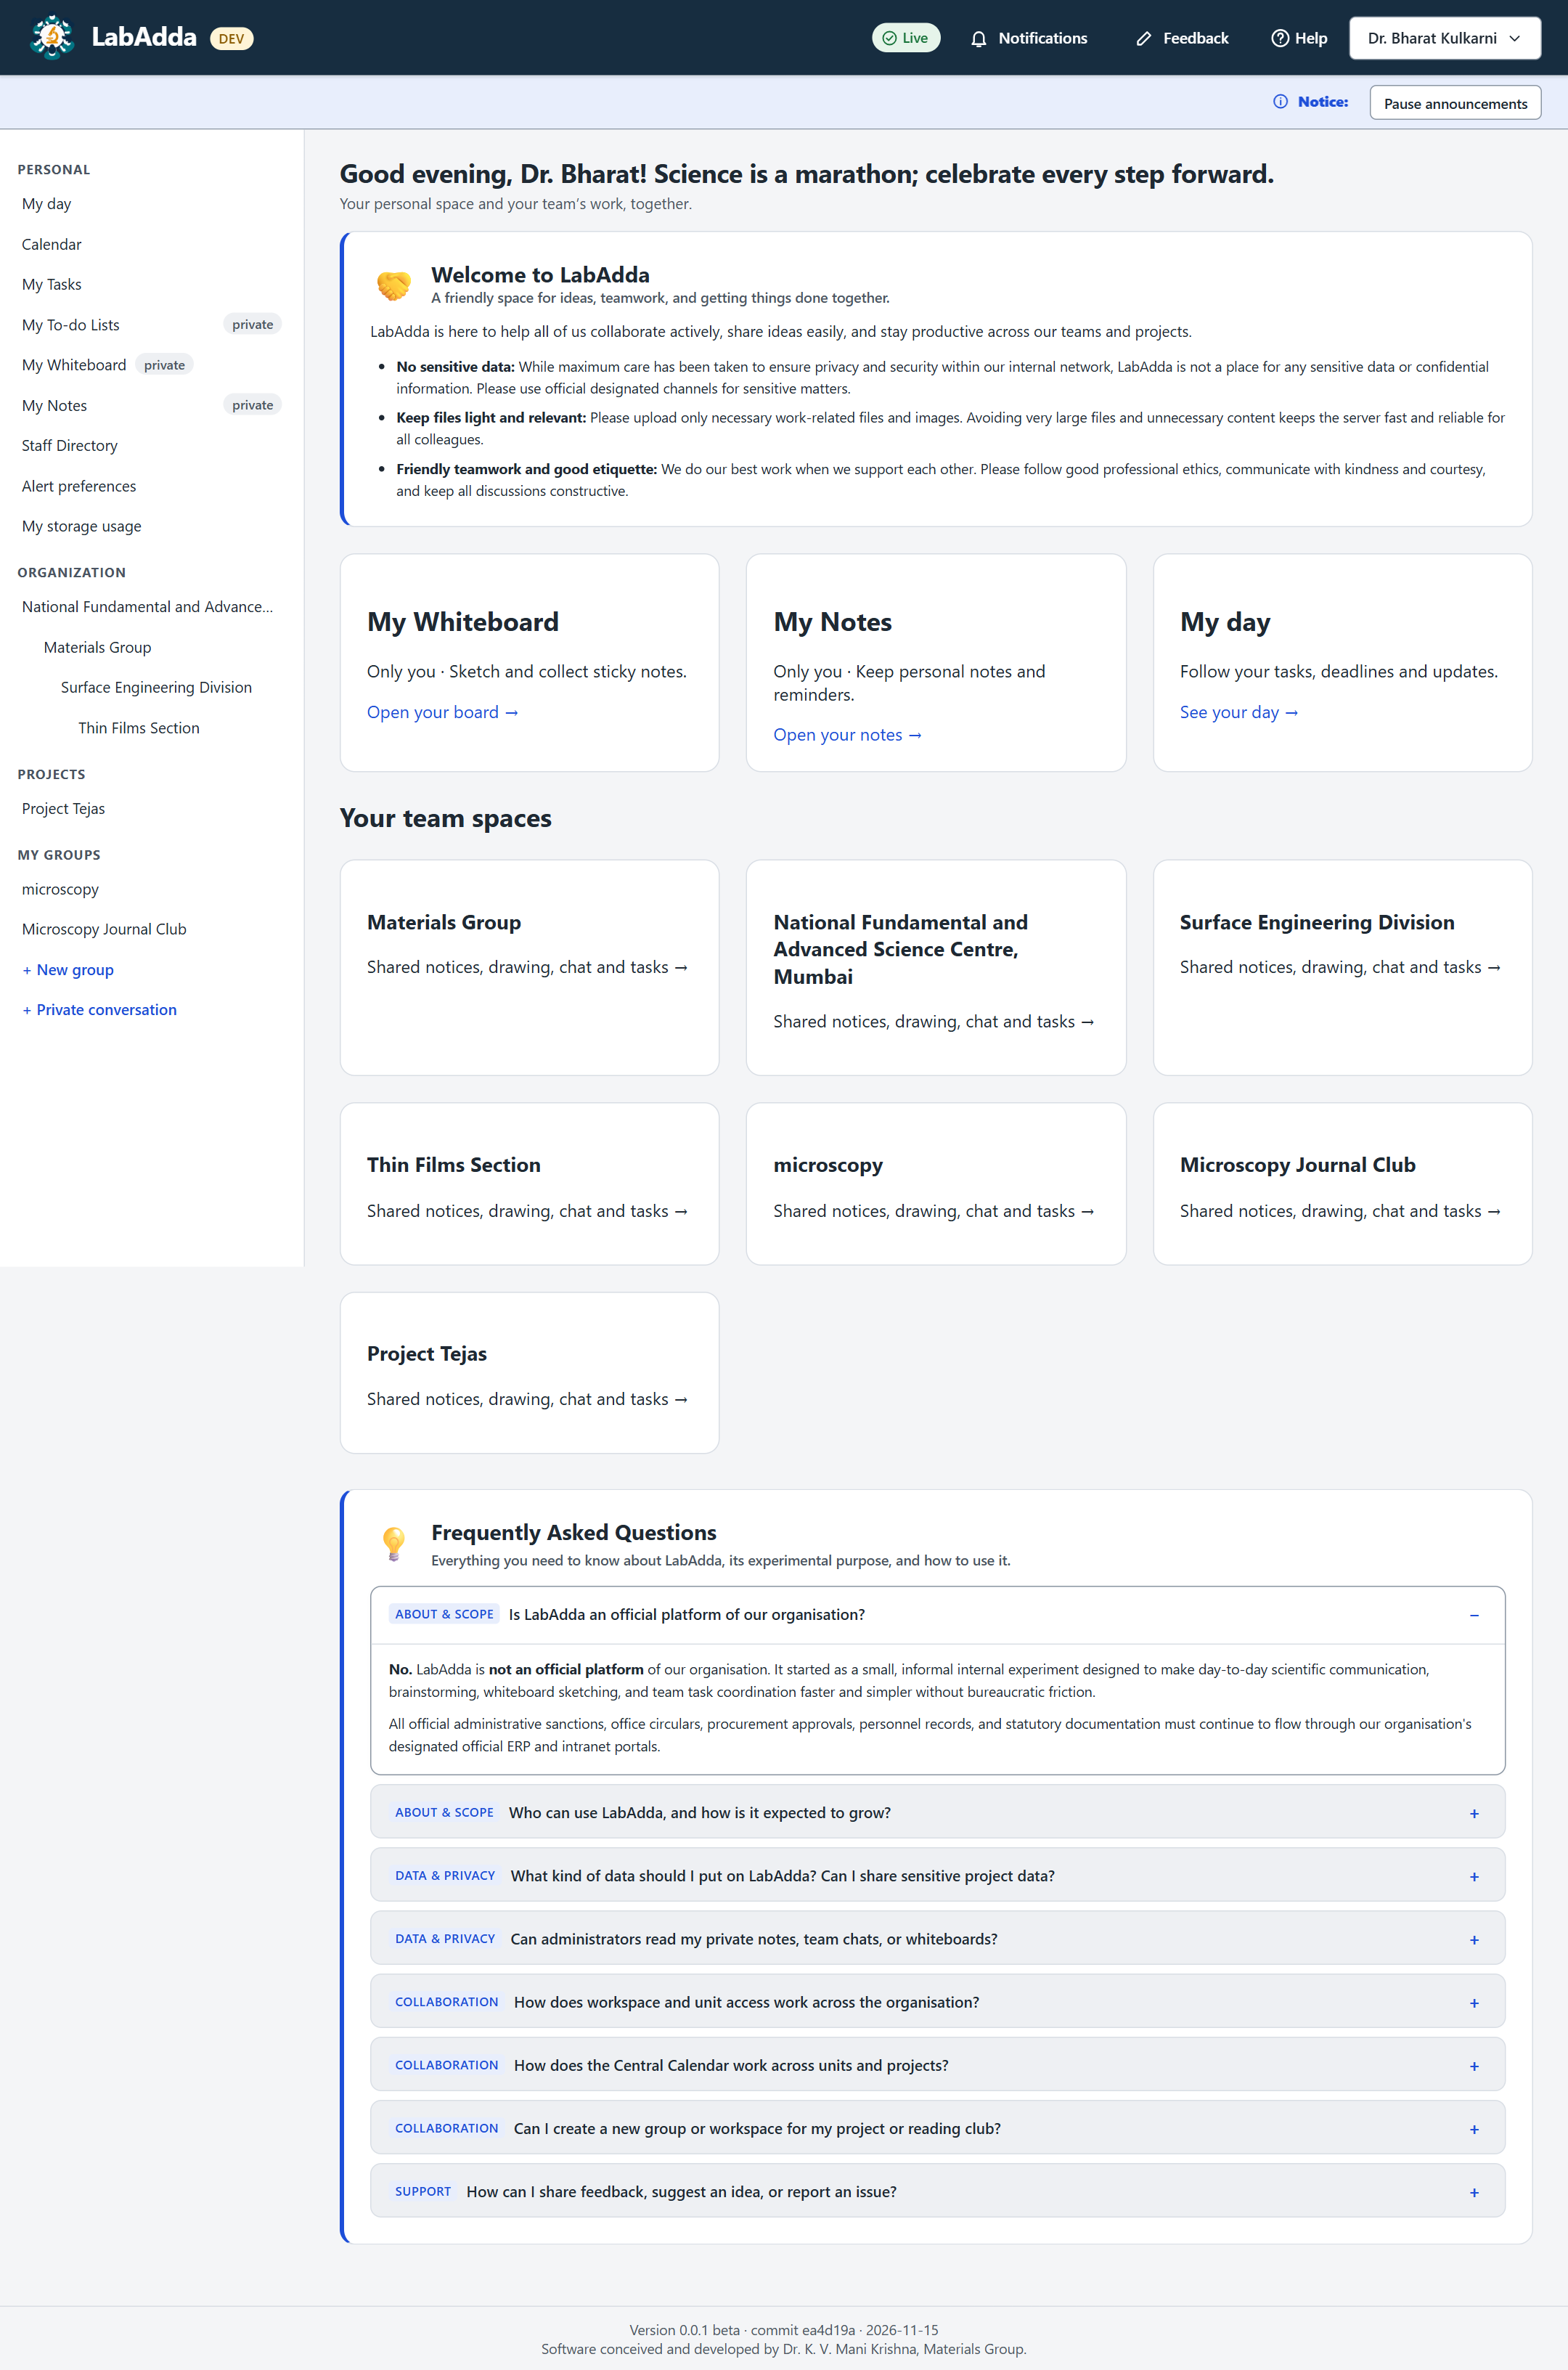 LabAdda DEV
Live
Notifications
Feedback
Help
Dr. Bharat Kulkarni
Notice:
Pause announcements
PERSONAL
My day
Calendar
My Tasks
My To-do Lists private
My Whiteboard private
My Notes private
Staff Directory
Alert preferences
My storage usage
ORGANIZATION
National Fundamental and Advance...
Materials Group
Surface Engineering Division
Thin Films Section
PROJECTS
Project Tejas
MY GROUPS
microscopy
Microscopy Journal Club
+ New group
+ Private conversation
Good evening, Dr. Bharat! Science is a marathon; celebrate every step forward.
Your personal space and your team's work, together.
Welcome to LabAdda
A friendly space for ideas, teamwork, and getting things done together.
LabAdda is here to help all of us collaborate actively, share ideas easily, and stay productive across our teams and projects.
• No sensitive data: While maximum care has been taken to ensure privacy and security within our internal network, LabAdda is not a place for any sensitive data or confidential
information. Please use official designated channels for sensitive matters.
• Keep files light and relevant: Please upload only necessary work-related files and images. Avoiding very large files and unnecessary content keeps the server fast and reliable for
all colleagues.
• Friendly teamwork and good etiquette: We do our best work when we support each other. Please follow good professional ethics, communicate with kindness and courtesy,
and keep all discussions constructive.
My Whiteboard
Only you · Sketch and collect sticky notes.
Open your board →
My Notes
Only you · Keep personal notes and
reminders.
Open your notes →
My day
Follow your tasks, deadlines and updates.
See your day →
Your team spaces
Materials Group
Shared notices, drawing, chat and tasks →
National Fundamental and
Advanced Science Centre,
Mumbai
Shared notices, drawing, chat and tasks →
Surface Engineering Division
Shared notices, drawing, chat and tasks →
Thin Films Section
Shared notices, drawing, chat and tasks →
microscopy
Shared notices, drawing, chat and tasks →
Microscopy Journal Club
Shared notices, drawing, chat and tasks →
Project Tejas
Shared notices, drawing, chat and tasks →
Frequently Asked Questions
Everything you need to know about LabAdda, its experimental purpose, and how to use it.
ABOUT & SCOPE Is LabAdda an official platform of our organisation? −
No. LabAdda is not an official platform of our organisation. It started as a small, informal internal experiment designed to make day-to-day scientific communication,
brainstorming, whiteboard sketching, and team task coordination faster and simpler without bureaucratic friction.
All official administrative sanctions, office circulars, procurement approvals, personnel records, and statutory documentation must continue to flow through our organisation's
designated official ERP and intranet portals.
ABOUT & SCOPE Who can use LabAdda, and how is it expected to grow? +
DATA & PRIVACY What kind of data should I put on LabAdda? Can I share sensitive project data? +
DATA & PRIVACY Can administrators read my private notes, team chats, or whiteboards? +
COLLABORATION How does workspace and unit access work across the organisation? +
COLLABORATION How does the Central Calendar work across units and projects? +
COLLABORATION Can I create a new group or workspace for my project or reading club? +
SUPPORT How can I share feedback, suggest an idea, or report an issue? +
Version 0.0.1 beta · commit ea4d19a · 2026-11-15
Software conceived and developed by Dr. K. V. Mani Krishna, Materials Group.